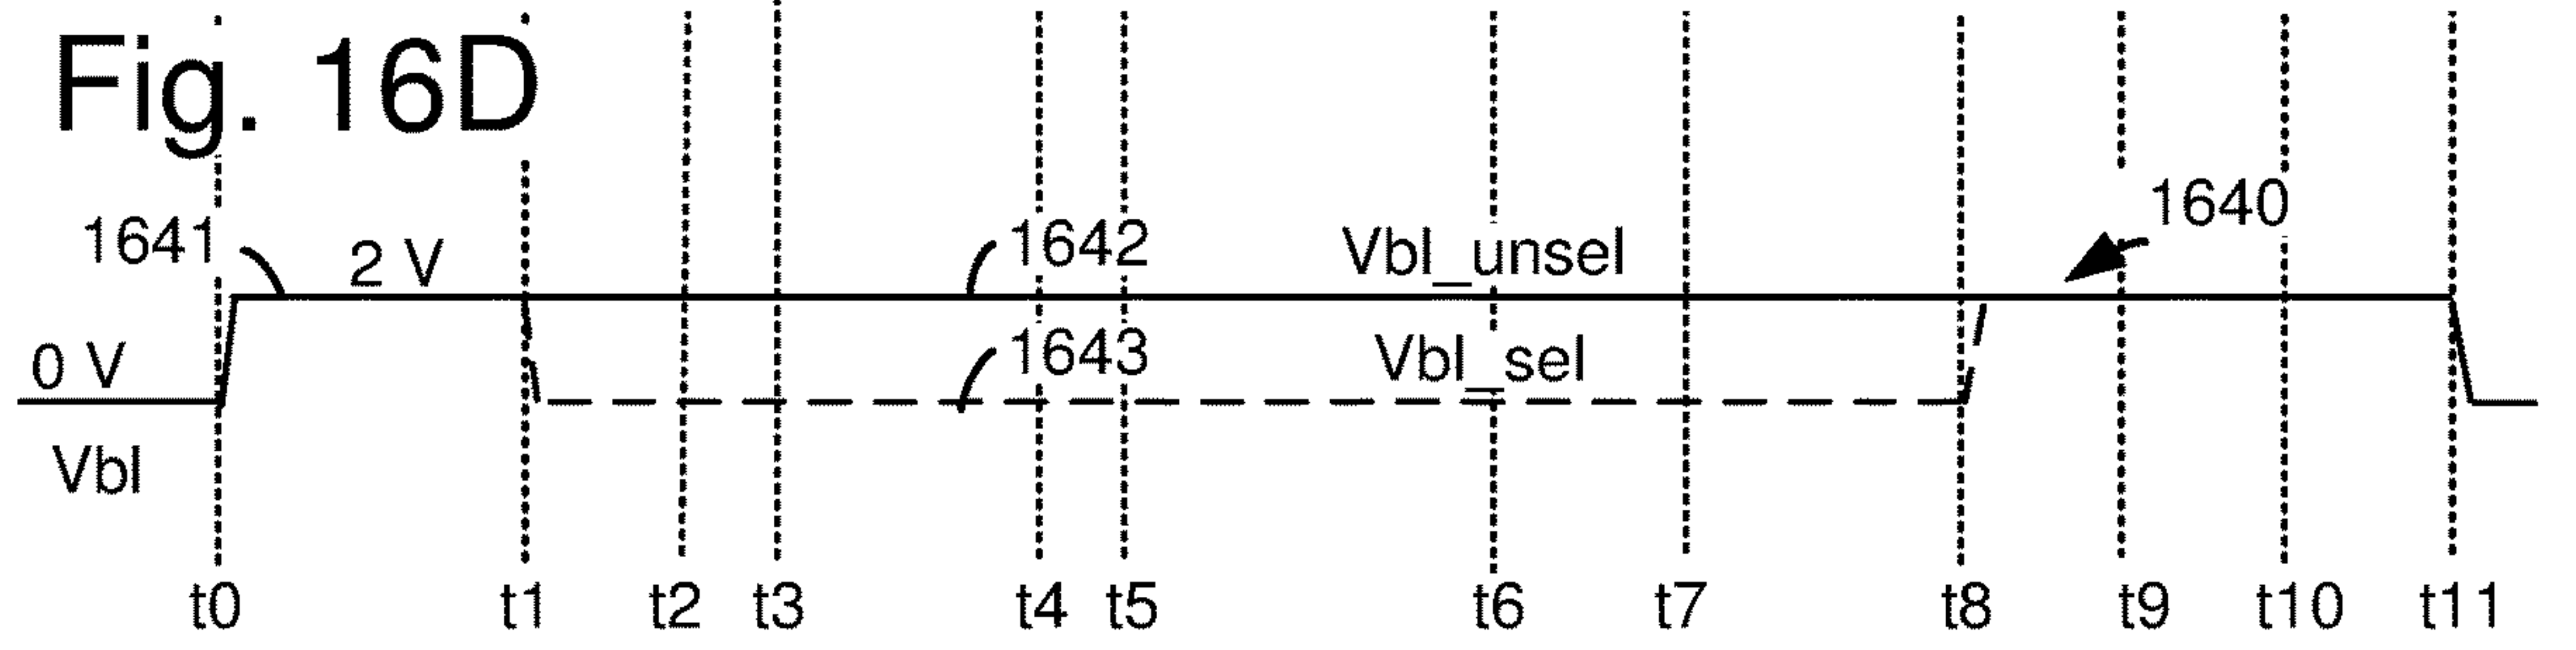 Fig. 16D
1640
1641
2 V
1642
Vbl_unsel
0 V
1643
Vbl_sel
Vbl
t0 t1 t2 t3 t4 t5 t6 t7 t8 t9 t10 t11